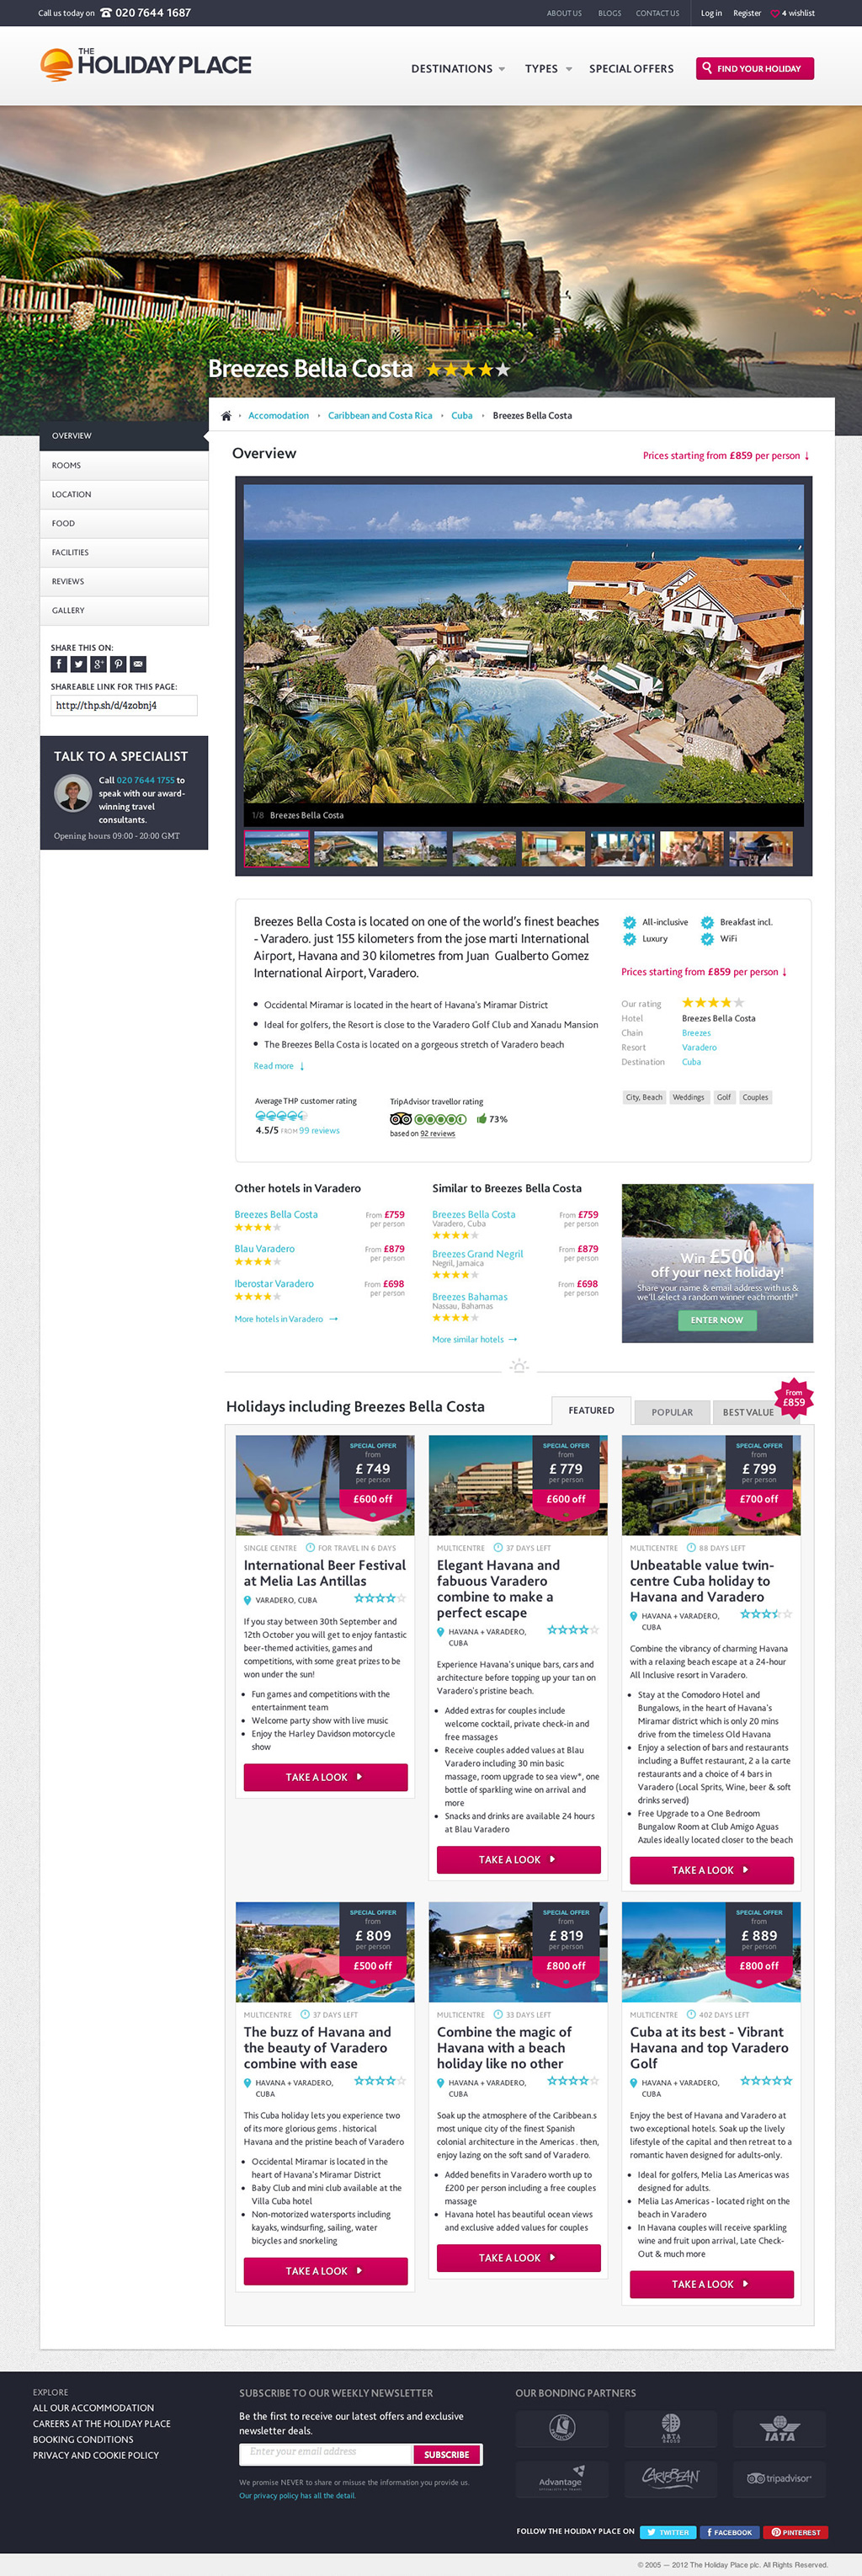 Call us today on 020 7644 1687
ABOUT US BLOGS CONTACT US Log in Register 4 wishlist
THE HOLIDAY PLACE
DESTINATIONS TYPES SPECIAL OFFERS FIND YOUR HOLIDAY
Breezes Bella Costa
Accomodation Caribbean and Costa Rica Cuba Breezes Bella Costa
OVERVIEW
ROOMS
LOCATION
FOOD
FACILITIES
REVIEWS
GALLERY
SHARE THIS ON:
SHAREABLE LINK FOR THIS PAGE:
http://thp.sh/d/4zobnj4
TALK TO A SPECIALIST
Call 020 7644 1755 to
speak with our award-
winning travel
consultants.
Opening hours 09:00 - 20:00 GMT
Overview
Prices starting from £859 per person ↓
1/8 Breezes Bella Costa
Breezes Bella Costa is located on one of the world's finest beaches
- Varadero. just 155 kilometers from the jose marti International
Airport, Havana and 30 kilometres from Juan Gualberto Gomez
International Airport, Varadero.
• Occidental Miramar is located in the heart of Havana's Miramar District
• Ideal for golfers, the Resort is close to the Varadero Golf Club and Xanadu Mansion
• The Breezes Bella Costa is located on a gorgeous stretch of Varadero beach
Read more ↓
Average THP customer rating
4.5/5 FROM 99 reviews
TripAdvisor travellor rating
73%
based on 92 reviews
All-inclusive Breakfast incl.
Luxury WiFi
Prices starting from £859 per person ↓
Our rating
Hotel Breezes Bella Costa
Chain Breezes
Resort Varadero
Destination Cuba
City, Beach Weddings Golf Couples
Other hotels in Varadero
Breezes Bella Costa From £759
per person
Blau Varadero From £879
per person
Iberostar Varadero From £698
per person
More hotels in Varadero →
Similar to Breezes Bella Costa
Breezes Bella Costa From £759
Varadero, Cuba per person
Breezes Grand Negril From £879
Negril, Jamaica per person
Breezes Bahamas From £698
Nassau, Bahamas per person
More similar hotels →
Win £500
off your next holiday!
Share your name & email address with us &
we'll select a random winner each month!*
ENTER NOW
Holidays including Breezes Bella Costa
FEATURED POPULAR BEST VALUE
From
£859
SPECIAL OFFER
from
£ 749
per person
£600 off
SINGLE CENTRE FOR TRAVEL IN 6 DAYS
International Beer Festival
at Melia Las Antillas
VARADERO, CUBA
If you stay between 30th September and
12th October you will get to enjoy fantastic
beer-themed activities, games and
competitions, with some great prizes to be
won under the sun!
• Fun games and competitions with the
entertainment team
• Welcome party show with live music
• Enjoy the Harley Davidson motorcycle
show
TAKE A LOOK
SPECIAL OFFER
from
£ 779
per person
£600 off
MULTICENTRE 37 DAYS LEFT
Elegant Havana and
fabuous Varadero
combine to make a
perfect escape
HAVANA + VARADERO,
CUBA
Experience Havana's unique bars, cars and
architecture before topping up your tan on
Varadero's pristine beach.
• Added extras for couples include
welcome cocktail, private check-in and
free massages
• Receive couples added values at Blau
Varadero including 30 min basic
massage, room upgrade to sea view*, one
bottle of sparkling wine on arrival and
more
• Snacks and drinks are available 24 hours
at Blau Varadero
TAKE A LOOK
SPECIAL OFFER
from
£ 799
per person
£700 off
MULTICENTRE 88 DAYS LEFT
Unbeatable value twin-
centre Cuba holiday to
Havana and Varadero
HAVANA + VARADERO,
CUBA
Combine the vibrancy of charming Havana
with a relaxing beach escape at a 24-hour
All Inclusive resort in Varadero.
• Stay at the Comodoro Hotel and
Bungalows, in the heart of Havana's
Miramar district which is only 20 mins
drive from the timeless Old Havana
• Enjoy a selection of bars and restaurants
including a Buffet restaurant, 2 a la carte
restaurants and a choice of 4 bars in
Varadero (Local Sprits, Wine, beer & soft
drinks served)
• Free Upgrade to a One Bedroom
Bungalow Room at Club Amigo Aguas
Azules ideally located closer to the beach
TAKE A LOOK
SPECIAL OFFER
from
£ 809
per person
£500 off
MULTICENTRE 37 DAYS LEFT
The buzz of Havana and
the beauty of Varadero
combine with ease
HAVANA + VARADERO,
CUBA
This Cuba holiday lets you experience two
of its more glorious gems . historical
Havana and the pristine beach of Varadero
• Occidental Miramar is located in the
heart of Havana's Miramar District
• Baby Club and mini club available at the
Villa Cuba hotel
• Non-motorized watersports including
kayaks, windsurfing, sailing, water
bicycles and snorkeling
TAKE A LOOK
SPECIAL OFFER
from
£ 819
per person
£800 off
MULTICENTRE 33 DAYS LEFT
Combine the magic of
Havana with a beach
holiday like no other
HAVANA + VARADERO,
CUBA
Soak up the atmosphere of the Caribbean.s
most unique city of the finest Spanish
colonial architecture in the Americas . then,
enjoy lazing on the soft sand of Varadero.
• Added benefits in Varadero worth up to
£200 per person including a free couples
massage
• Havana hotel has beautiful ocean views
and exclusive added values for couples
TAKE A LOOK
SPECIAL OFFER
from
£ 889
per person
£800 off
MULTICENTRE 402 DAYS LEFT
Cuba at its best - Vibrant
Havana and top Varadero
Golf
HAVANA + VARADERO,
CUBA
Enjoy the best of Havana and Varadero at
two exceptional hotels. Soak up the lively
lifestyle of the capital and then retreat to a
romantic haven designed for adults-only.
• Ideal for golfers, Melia Las Americas was
designed for adults.
• Melia Las Americas - located right on the
beach in Varadero
• In Havana couples will receive sparkling
wine and fruit upon arrival, Late Check-
Out & much more
TAKE A LOOK
EXPLORE
ALL OUR ACCOMMODATION
CAREERS AT THE HOLIDAY PLACE
BOOKING CONDITIONS
PRIVACY AND COOKIE POLICY
SUBSCRIBE TO OUR WEEKLY NEWSLETTER
Be the first to receive our latest offers and exclusive
newsletter deals.
Enter your email address SUBSCRIBE
We promise NEVER to share or misuse the information you provide us.
Our privacy policy has all the detail.
OUR BONDING PARTNERS
ABTA
IATA
Advantage
CARIBBEAN
tripadvisor
FOLLOW THE HOLIDAY PLACE ON TWITTER FACEBOOK PINTEREST
© 2005 — 2012 The Holiday Place plc. All Rights Reserved.